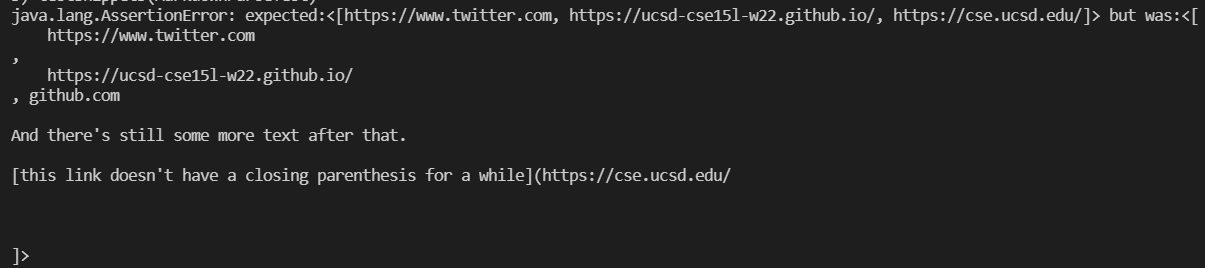 java.lang.AssertionError: expected:<[https://www.twitter.com, https://ucsd-cse15l-w22.github.io/, https://cse.ucsd.edu/]> but was:<[
    https://www.twitter.com
,
    https://ucsd-cse15l-w22.github.io/
, github.com
And there's still some more text after that.
[this link doesn't have a closing parenthesis for a while](https://cse.ucsd.edu/
]>